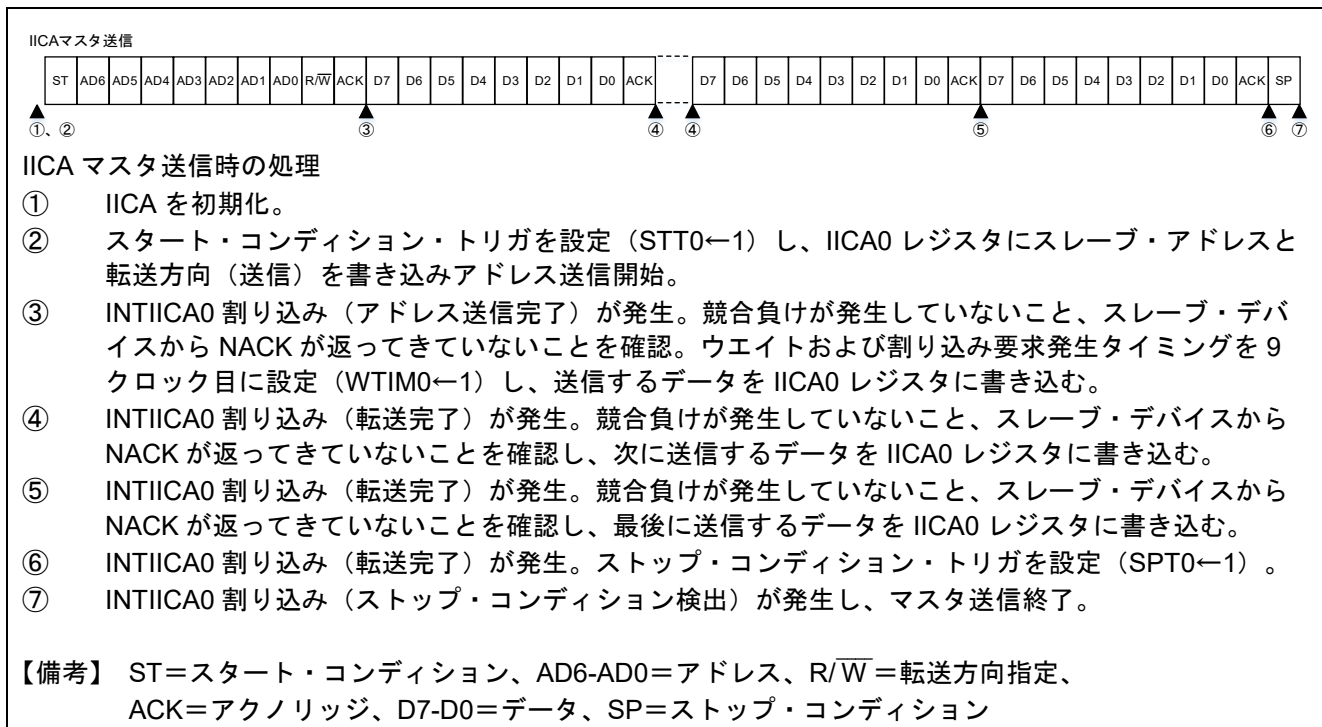 IICAマスタ送信
ST AD6 AD5 AD4 AD3 AD2 AD1 AD0 R/W̅ ACK D7 D6 D5 D4 D3 D2 D1 D0 ACK D7 D6 D5 D4 D3 D2 D1 D0 ACK D7 D6 D5 D4 D3 D2 D1 D0 ACK SP
①、② ③ ④ ④ ⑤ ⑥ ⑦
IICA マスタ送信時の処理
① IICA を初期化。
② スタート・コンディション・トリガを設定（STT0←1）し、IICA0 レジスタにスレーブ・アドレスと
転送方向（送信）を書き込みアドレス送信開始。
③ INTIICA0 割り込み（アドレス送信完了）が発生。競合負けが発生していないこと、スレーブ・デバ
イスから NACK が返ってきていないことを確認。ウエイトおよび割り込み要求発生タイミングを 9
クロック目に設定（WTIM0←1）し、送信するデータを IICA0 レジスタに書き込む。
④ INTIICA0 割り込み（転送完了）が発生。競合負けが発生していないこと、スレーブ・デバイスから
NACK が返ってきていないことを確認し、次に送信するデータを IICA0 レジスタに書き込む。
⑤ INTIICA0 割り込み（転送完了）が発生。競合負けが発生していないこと、スレーブ・デバイスから
NACK が返ってきていないことを確認し、最後に送信するデータを IICA0 レジスタに書き込む。
⑥ INTIICA0 割り込み（転送完了）が発生。ストップ・コンディション・トリガを設定（SPT0←1）。
⑦ INTIICA0 割り込み（ストップ・コンディション検出）が発生し、マスタ送信終了。
【備考】 ST＝スタート・コンディション、AD6-AD0＝アドレス、R/W̅＝転送方向指定、
ACK＝アクノリッジ、D7-D0＝データ、SP＝ストップ・コンディション